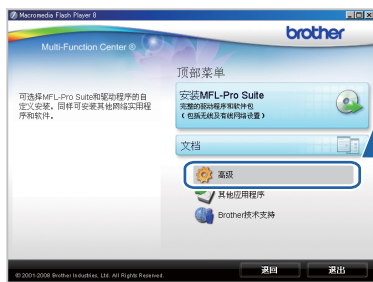 Macromedia Flash Player 8
brother
Multi-Function Center ®
顶部菜单
可选择MFL-Pro Suite和驱动程序的自
定义安装。同样可安装其他网络实用程
序和软件。
安装MFL-Pro Suite
完整的驱动程序和软件包
(包括无线及有线网络设置)
文档
高级
其他应用程序
Brother技术支持
© 2001-2008 Brother Industries, Ltd. All Rights Reserved.
退回
退出